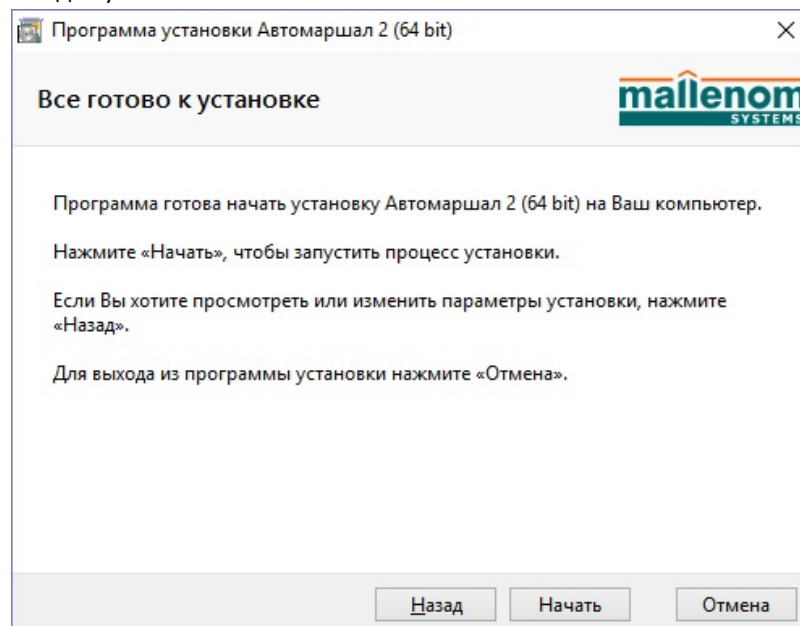 Программа установки Автомаршал 2 (64 bit)
Все готово к установке
mallenom
SYSTEMS
Программа готова начать установку Автомаршал 2 (64 bit) на Ваш компьютер.
Нажмите «Начать», чтобы запустить процесс установки.
Если Вы хотите просмотреть или изменить параметры установки, нажмите
«Назад».
Для выхода из программы установки нажмите «Отмена».
Назад Начать Отмена